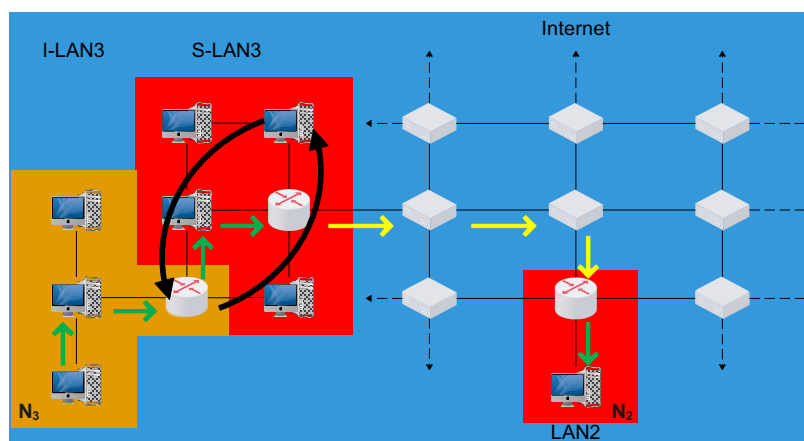 Internet
I-LAN3
S-LAN3
N3
N2
LAN2